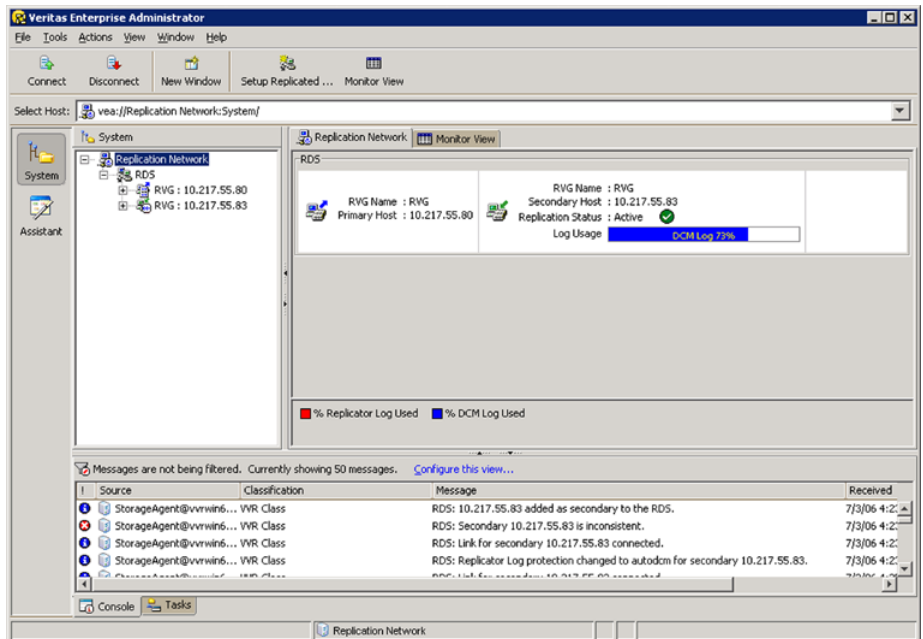 Veritas Enterprise Administrator
File Tools Actions View Window Help
Connect Disconnect New Window Setup Replicated ... Monitor View
Select Host: vea://Replication Network:System/
System
Assistant
System
Replication Network
RDS
RVG : 10.217.55.80
RVG : 10.217.55.83
Replication Network Monitor View
RDS
RVG Name : RVG
Primary Host : 10.217.55.80
RVG Name : RVG
Secondary Host : 10.217.55.83
Replication Status : Active
Log Usage DCM Log 73%
% Replicator Log Used % DCM Log Used
Messages are not being filtered. Currently showing 50 messages. Configure this view...
! Source Classification Message Received
StorageAgent@vvrwin6... VVR Class RDS: 10.217.55.83 added as secondary to the RDS. 7/3/06 4:2
StorageAgent@vvrwin6... VVR Class RDS: Secondary 10.217.55.83 is inconsistent. 7/3/06 4:2
StorageAgent@vvrwin6... VVR Class RDS: Link for secondary 10.217.55.83 connected. 7/3/06 4:2
StorageAgent@vvrwin6... VVR Class RDS: Replicator Log protection changed to autodcm for secondary 10.217.55.83. 7/3/06 4:2
Console Tasks
Replication Network